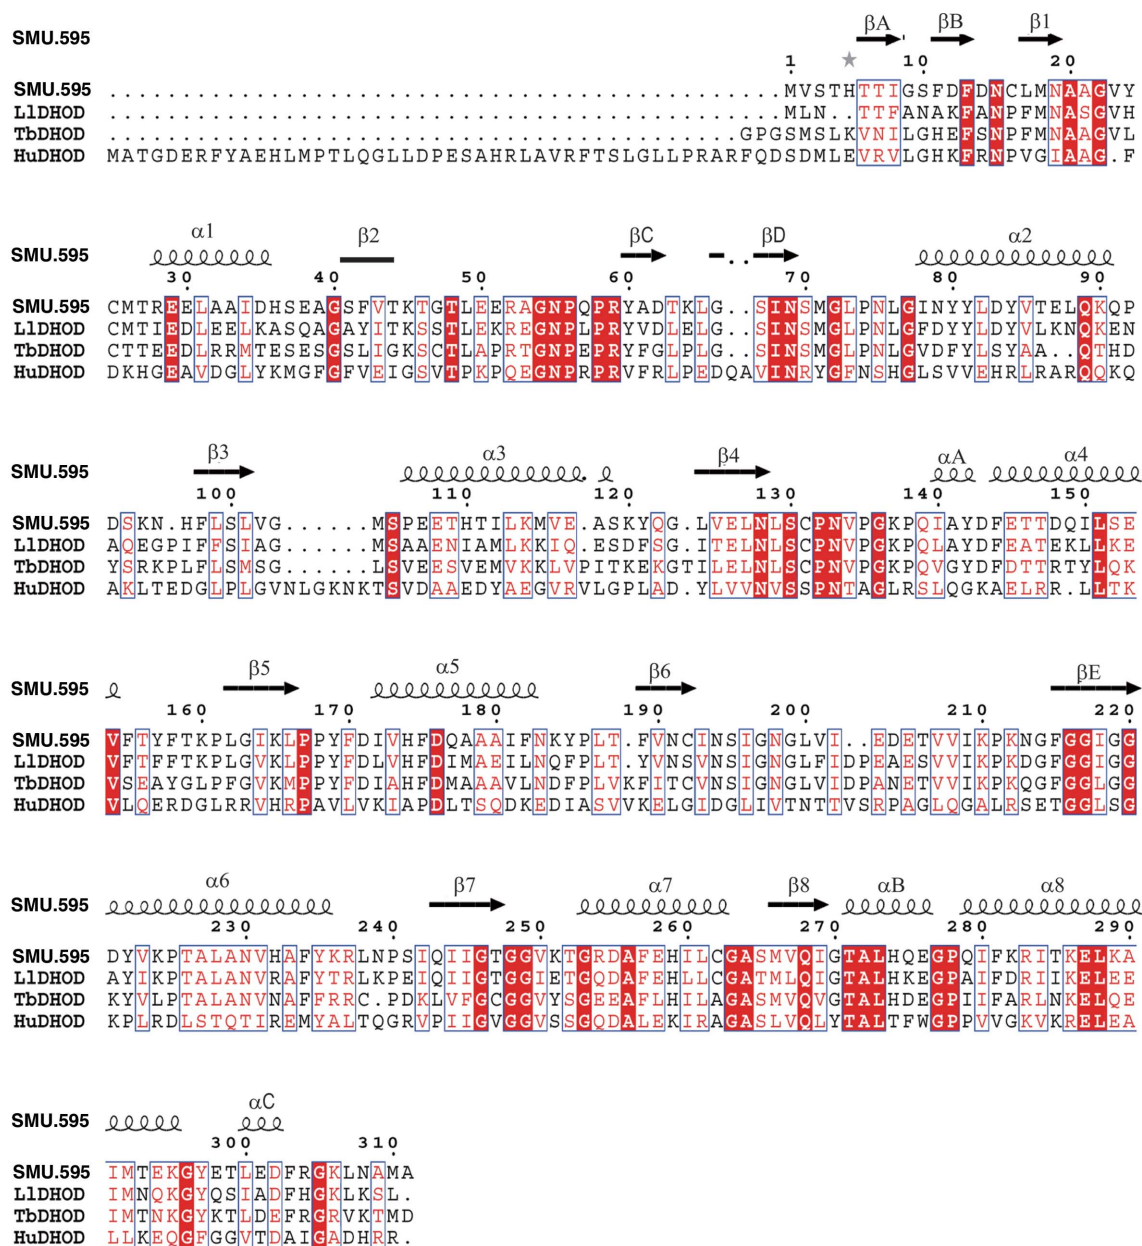 SMU.595 βA βB β1
★ 1 10 20
SMU.595 ..............................................MVSTHTTIGSFDFDNCLMNAAGVY
LlDHOD ..............................................MLN..TTFANAKFANPFMNASGVH
TbDHOD ...........................................GPGSMSLKVNILGHEFSNPFMNAAGVL
HuDHOD MATGDERFYAEHLMPTLQGLLDPESAHRLAVRFTSLGLLPRARFQDSDMLEVRVLGHKFRNPVGIAAG.F
SMU.595 α1 β2 βC βD α2
30 40 50 60 70 80 90
SMU.595 CMTREELAAIDHSEAGSFVTKTGTLEERAGNPQPRYADTKLG..SINSMGLPNLGINYYLDYVTELQKQP
LlDHOD CMTIEDLEELKASQAGAYITKSSTLEKREGNPLPRYVDLELG..SINSMGLPNLGFDYYLDYVLKNQKEN
TbDHOD CTTEEDLRRMTESESGSLIGKSCTLAPRTGNPEPRYFGLPLG..SINSMGLPNLGVDFYLSYAA..QTHD
HuDHOD DKHGEAVDGLYKMGFGFVEIGSVTPKPQEGNPRPRVFRLPEDQAVINRYGFNSHGLSVVEHRLRARQQKQ
SMU.595 β3 α3 β4 αA α4
100 110 120 130 140 150
SMU.595 DSKN.HFLSLVG......MSPEETHTILKMVE.ASKYQG.LVELNLSCPNVPGKPQIAYDFETTDQILSE
LlDHOD AQEGPIFFSIAG......MSAAENIAMLKKIQ.ESDFSG.ITELNLSCPNVPGKPQLAYDFEATEKLLKE
TbDHOD YSRKPLFLSMSG......LSVEESVEMVKKLVPITKEKGTILELNLSCPNVPGKPQVGYDFDTTRTYLQK
HuDHOD AKLTEDGLPLGVNLGKNKTSVDAAEDYAEGVRVLGPLAD.YLVVNVSSPNTAGLRSLQGKAELRR.LLTK
SMU.595 β5 α5 β6 βE
160 170 180 190 200 210 220
SMU.595 VFTYFTKPLGIKLPPYFDIVHFDQAAAIFNKYPLT.FVNCINSIGNGLVI..EDETVVIKPKNGFGGIGG
LlDHOD VFTFFTKPLGVKLPPYFDLVHFDIMAEILNQFPLT.YVNSVNSIGNGLFIDPEAESVVIKPKDGFGGIGG
TbDHOD VSEAYGLPFGVKMPPYFDIAHFDMAAAVLNDFPLVKFITCVNSIGNGLVIDPANETVVIKPKQGFGGLGG
HuDHOD VLQERDGLRRVHRPAVLVKIAPDLTSQDKEDIASVVKELGIDGLIVTNTTVSRPAGLQGALRSETGGLSG
SMU.595 α6 β7 α7 β8 αB α8
230 240 250 260 270 280 290
SMU.595 DYVKPTALANVHAFYKRLNPSIQIIGTGGVKTGRDAFEHILCGASMVQIGTALHQEGPQIFKRITKELKA
LlDHOD AYIKPTALANVRAFYTRLKPEIQIIGTGGIETGQDAFEHLLCGATMLQIGTALHKEGPAIFDRIIKELEE
TbDHOD KYVLPTALANVNAFFRRC.PDKLVFGCGGVYSGEEAFLHILAGASMVQVGTALHDEGPIIFARLNKELQE
HuDHOD KPLRDLSTQTIREMYALTQGRVPIIGVGGVSSGQDALEKIRAGASLVQLYTALTFWGPPVVGKVKRELEA
SMU.595 αC
300 310
SMU.595 IMTEKGYETLEDFRGKLNAMA
LlDHOD IMNQKGYQSIADFHGKLKSL.
TbDHOD IMTNKGYKTLDEFRGRVKTMD
HuDHOD LLKEQGFGGVTDAIGADHRR.